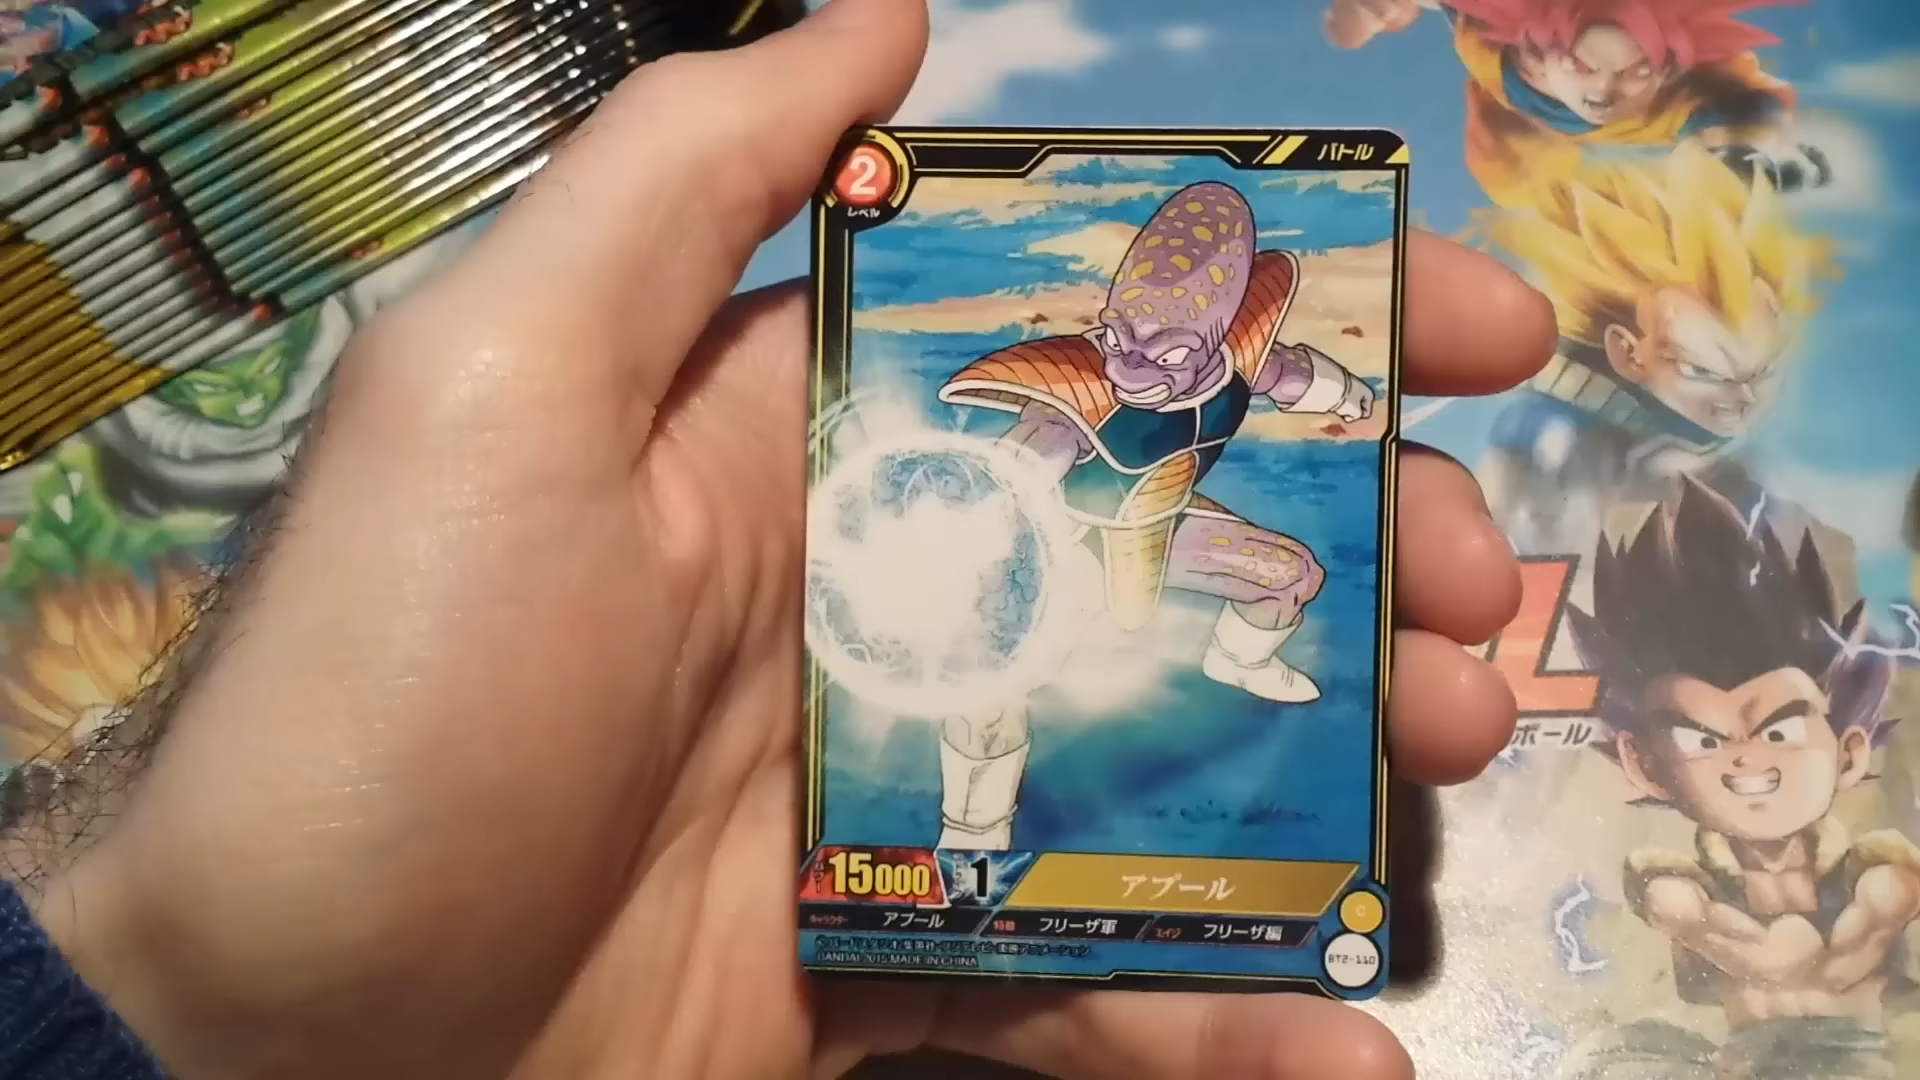 2
レベル
バトル
ボール
15000
1
アプール
C
キャラクター アプール 特徴 フリーザ軍 エイジ フリーザ編
©バードスタジオ/集英社・フジテレビ・東映アニメーション
BANDAI 2015 MADE IN CHINA
BT2-110